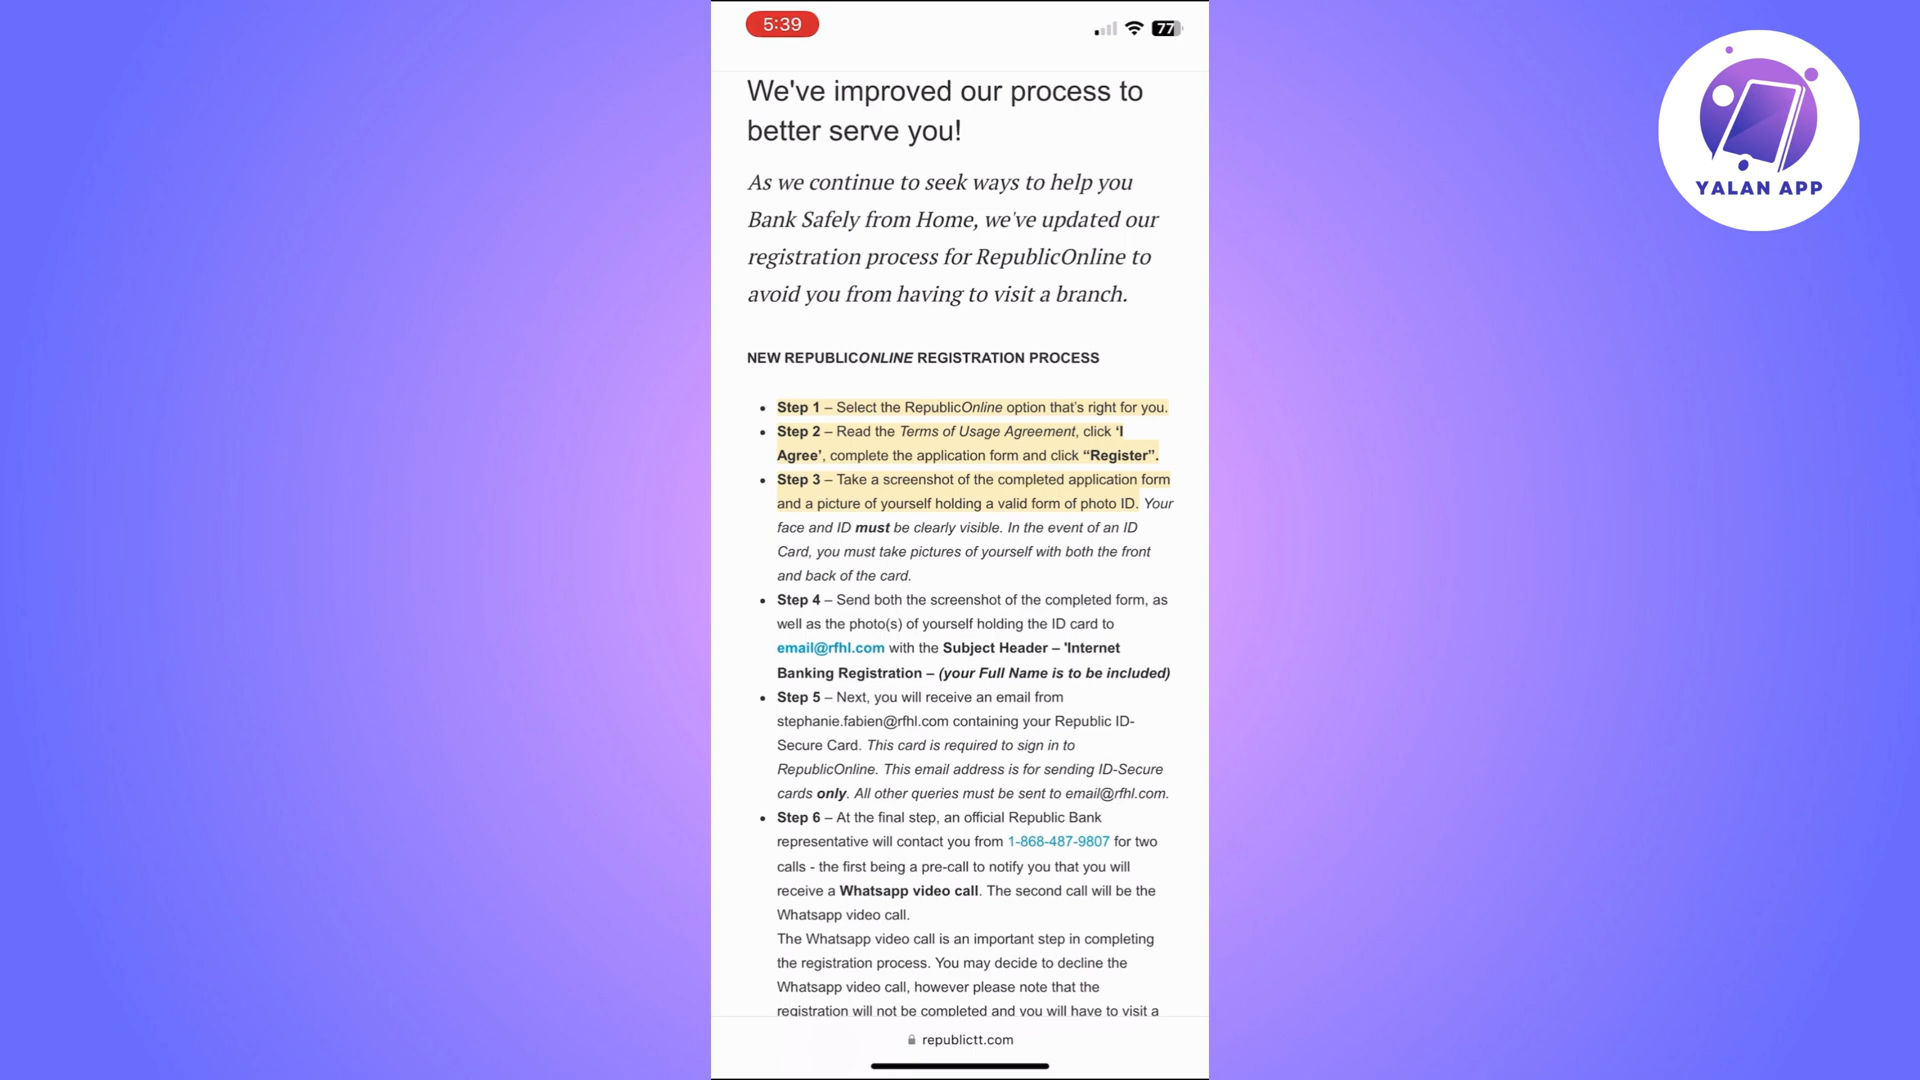 5:39
77
YALAN APP
We've improved our process to
better serve you!
As we continue to seek ways to help you
Bank Safely from Home, we've updated our
registration process for RepublicOnline to
avoid you from having to visit a branch.
NEW REPUBLICONLINE REGISTRATION PROCESS
• Step 1 – Select the RepublicOnline option that's right for you.
• Step 2 – Read the Terms of Usage Agreement, click ‘I
Agree’, complete the application form and click “Register”.
• Step 3 – Take a screenshot of the completed application form
and a picture of yourself holding a valid form of photo ID. Your
face and ID must be clearly visible. In the event of an ID
Card, you must take pictures of yourself with both the front
and back of the card.
• Step 4 – Send both the screenshot of the completed form, as
well as the photo(s) of yourself holding the ID card to
email@rfhl.com with the Subject Header – 'Internet
Banking Registration – (your Full Name is to be included)
• Step 5 – Next, you will receive an email from
stephanie.fabien@rfhl.com containing your Republic ID-
Secure Card. This card is required to sign in to
RepublicOnline. This email address is for sending ID-Secure
cards only. All other queries must be sent to email@rfhl.com.
• Step 6 – At the final step, an official Republic Bank
representative will contact you from 1-868-487-9807 for two
calls - the first being a pre-call to notify you that you will
receive a Whatsapp video call. The second call will be the
Whatsapp video call.
The Whatsapp video call is an important step in completing
the registration process. You may decide to decline the
Whatsapp video call, however please note that the
registration will not be completed and you will have to visit a
republictt.com